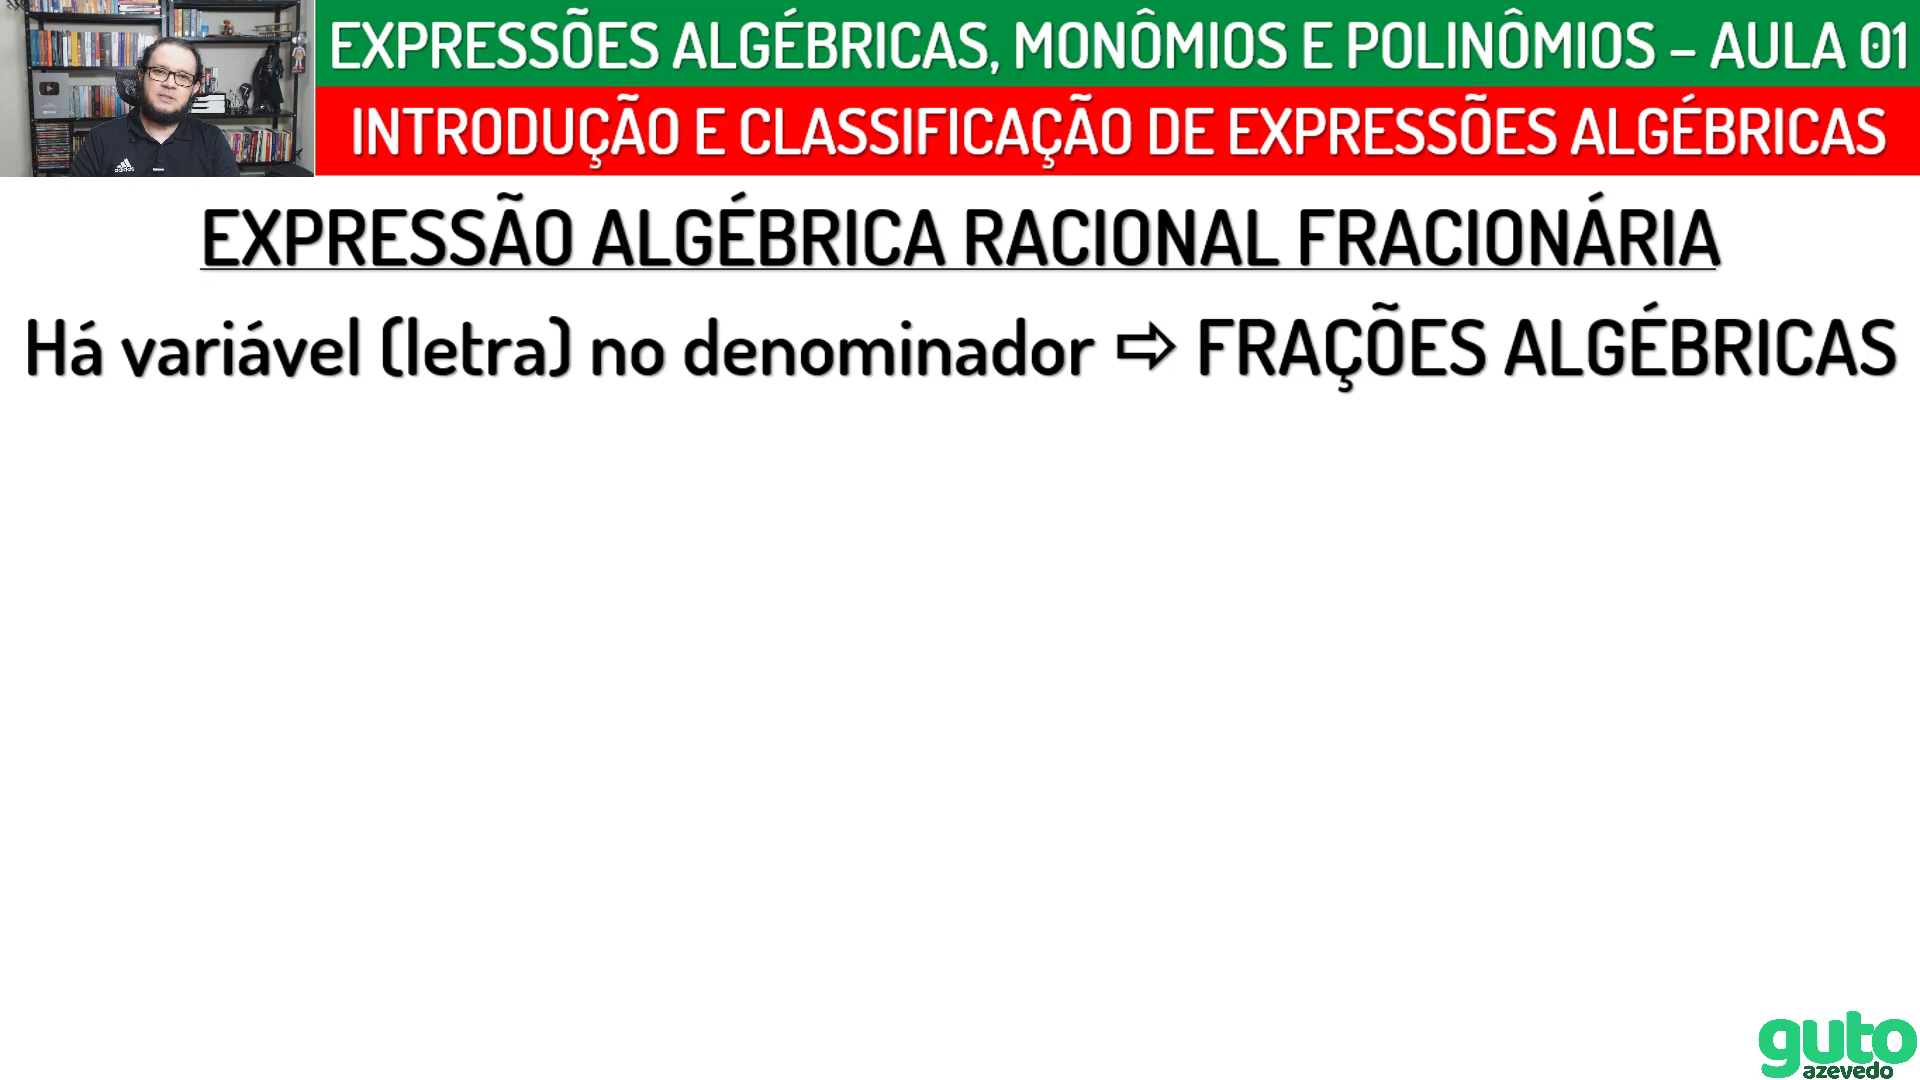 EXPRESSÕES ALGÉBRICAS, MONÔMIOS E POLINÔMIOS – AULA 01
INTRODUÇÃO E CLASSIFICAÇÃO DE EXPRESSÕES ALGÉBRICAS
EXPRESSÃO ALGÉBRICA RACIONAL FRACIONÁRIA
Há variável (letra) no denominador ⇨ FRAÇÕES ALGÉBRICAS
guto
azevedo